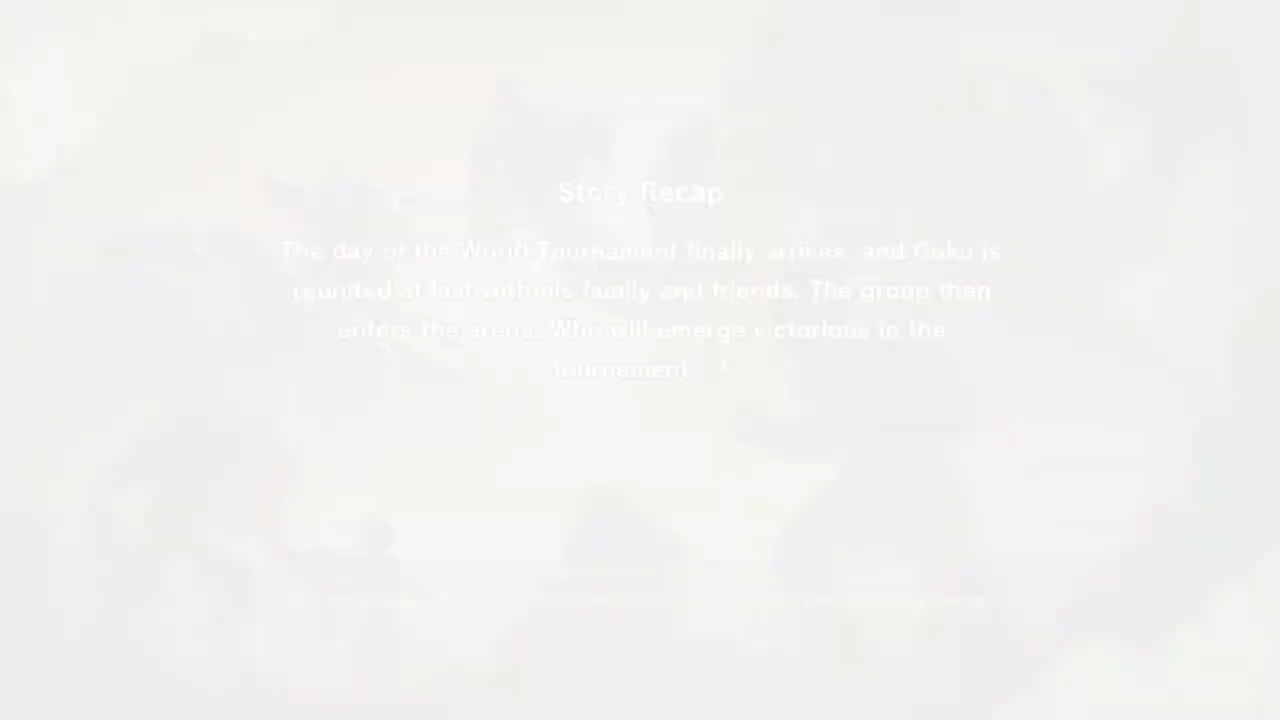 Story Recap
The day of the World Tournament finally arrives, and Goku is
reunited at last with his family and friends. The group then
enters the arena. Who will emerge victorious in the
tournament...?